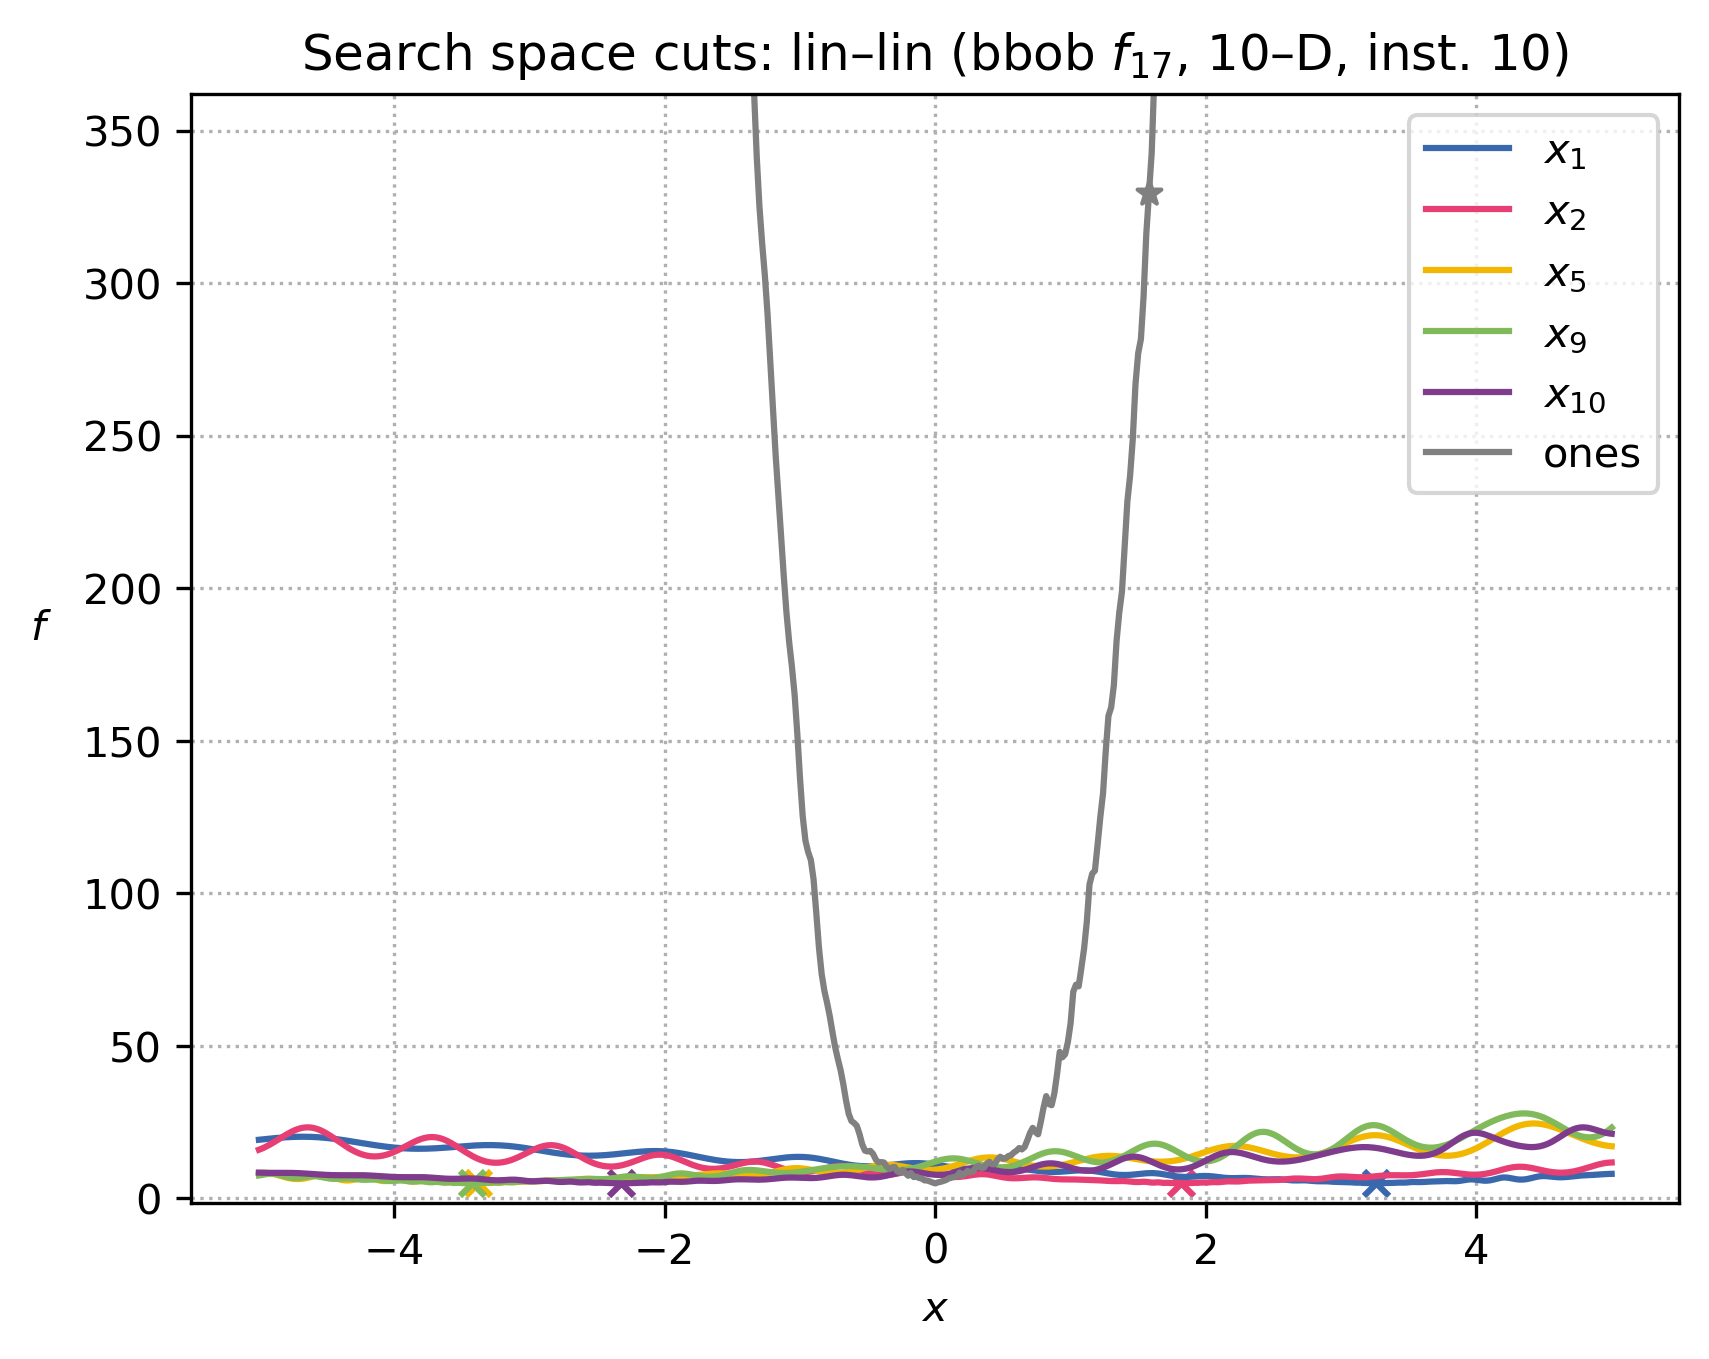 Search space cuts: lin–lin (bbob f17, 10–D, inst. 10)
350
300
250
200
150
100
50
0
f
−4
−2
0
2
4
x
x1
x2
x5
x9
x10
ones